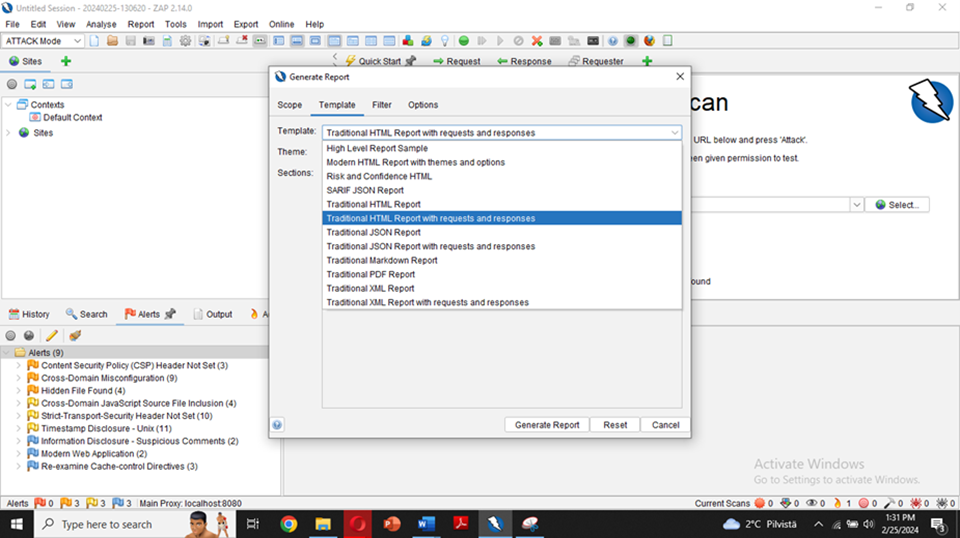 Untitled Session - 20240225-130620 - ZAP 2.14.0
File Edit View Analyse Report Tools Import Export Online Help
ATTACK Mode
Sites
Quick Start Request Response Requester
Contexts
Default Context
Sites
Generate Report
Scope Template Filter Options
Template: Traditional HTML Report with requests and responses
Theme:
Sections:
High Level Report Sample
Modern HTML Report with themes and options
Risk and Confidence HTML
SARIF JSON Report
Traditional HTML Report
Traditional HTML Report with requests and responses
Traditional JSON Report
Traditional JSON Report with requests and responses
Traditional Markdown Report
Traditional PDF Report
Traditional XML Report
Traditional XML Report with requests and responses
Generate Report Reset Cancel
can
URL below and press 'Attack'.
een given permission to test.
Select...
ound
History Search Alerts Output A
Alerts (9)
Content Security Policy (CSP) Header Not Set (3)
Cross-Domain Misconfiguration (9)
Hidden File Found (4)
Cross-Domain JavaScript Source File Inclusion (4)
Strict-Transport-Security Header Not Set (10)
Timestamp Disclosure - Unix (11)
Information Disclosure - Suspicious Comments (2)
Modern Web Application (2)
Re-examine Cache-control Directives (3)
Activate Windows
Go to Settings to activate Windows.
Alerts 0 3 3 3 Main Proxy: localhost:8080
Current Scans 0 0 0 1 0 0 0 0
Type here to search
2°C Pilvistä
1:31 PM
2/25/2024
3